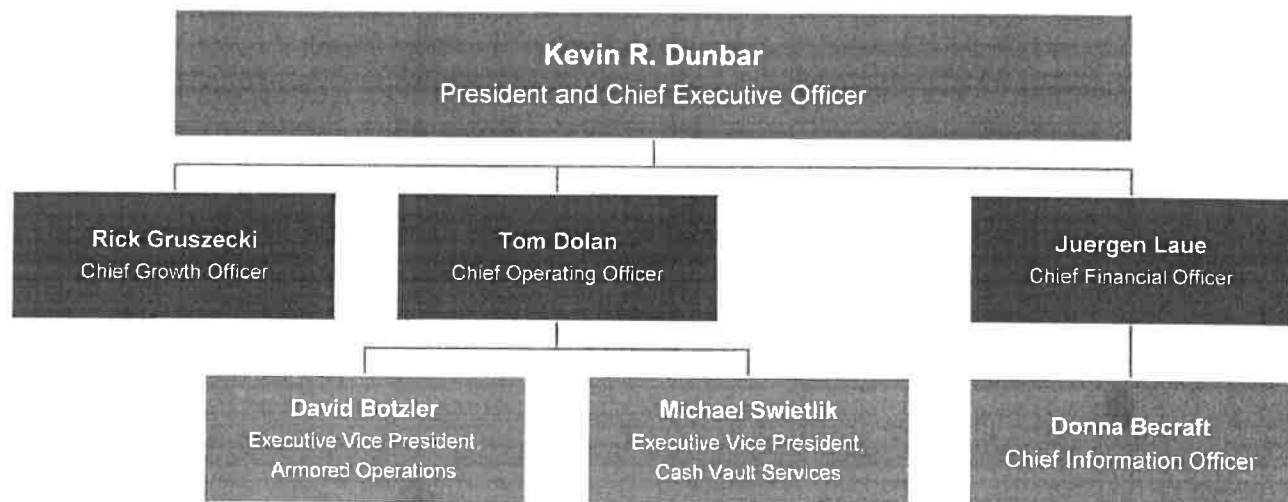 Kevin R. Dunbar
President and Chief Executive Officer
Rick Gruszecki
Chief Growth Officer
Tom Dolan
Chief Operating Officer
Juergen Laue
Chief Financial Officer
David Botzler
Executive Vice President,
Armored Operations
Michael Swietlik
Executive Vice President,
Cash Vault Services
Donna Becraft
Chief Information Officer